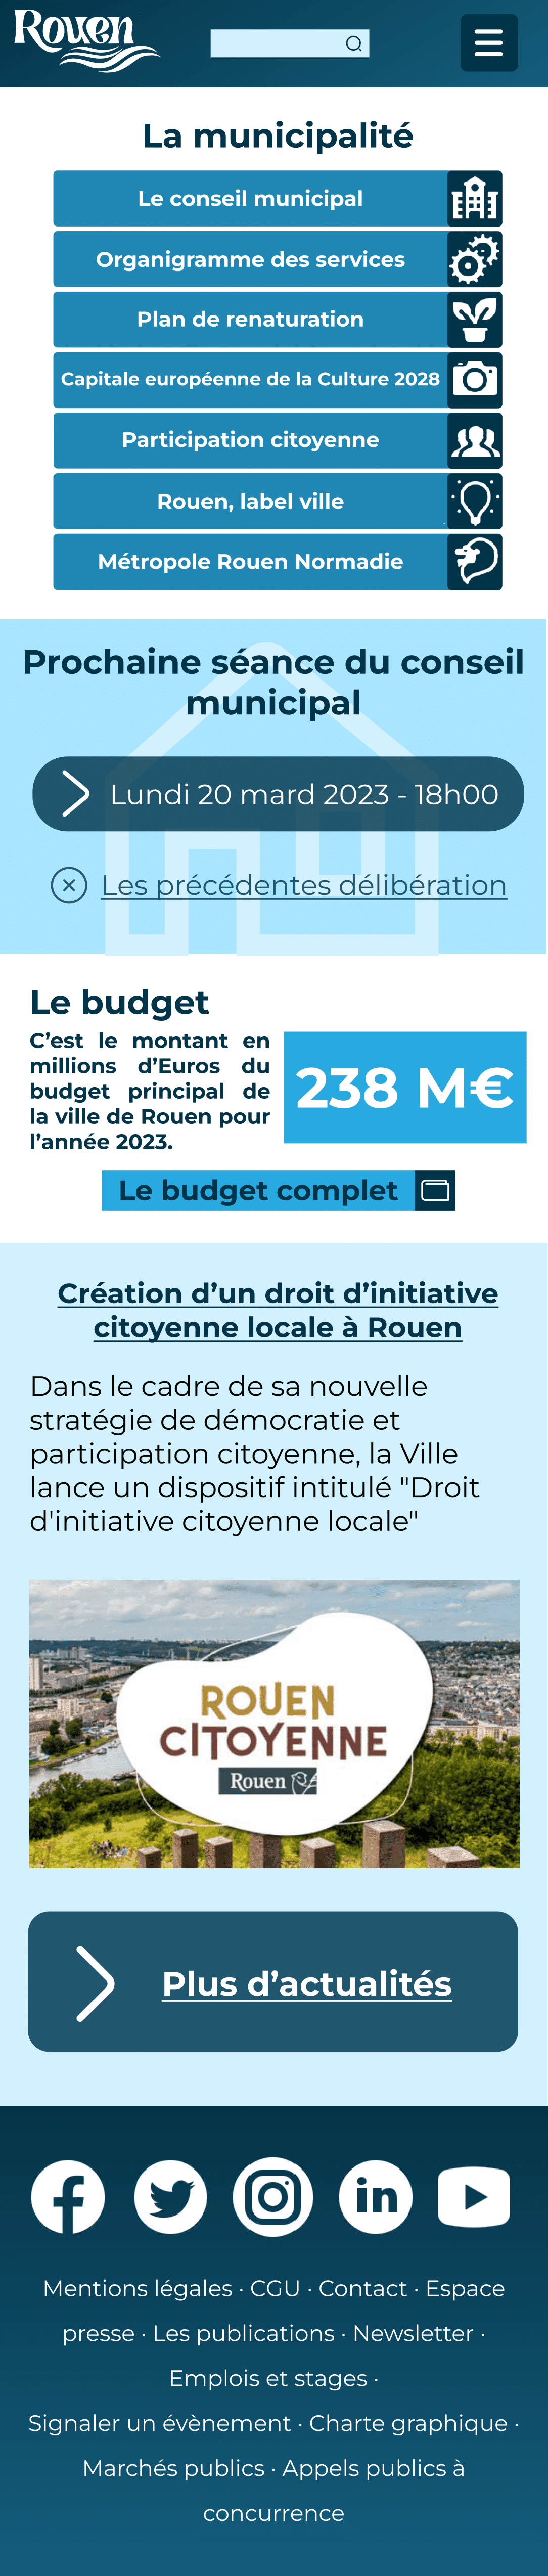 Rouen
La municipalité
Le conseil municipal
Organigramme des services
Plan de renaturation
Capitale européenne de la Culture 2028
Participation citoyenne
Rouen, label ville
Métropole Rouen Normadie
Prochaine séance du conseil
municipal
Lundi 20 mard 2023 - 18h00
Les précédentes délibération
Le budget
C’est le montant en
millions d’Euros du
budget principal de
la ville de Rouen pour
l’année 2023.
238 M€
Le budget complet
Création d’un droit d’initiative
citoyenne locale à Rouen
Dans le cadre de sa nouvelle
stratégie de démocratie et
participation citoyenne, la Ville
lance un dispositif intitulé "Droit
d'initiative citoyenne locale"
ROUEN
CITOYENNE
Rouen
Plus d’actualités
in
Mentions légales · CGU · Contact · Espace
presse · Les publications · Newsletter ·
Emplois et stages ·
Signaler un évènement · Charte graphique ·
Marchés publics · Appels publics à
concurrence